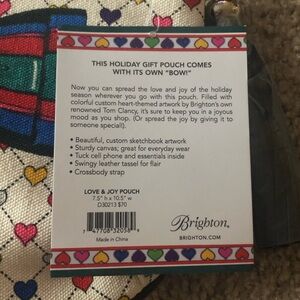 THIS HOLIDAY GIFT POUCH COMES
WITH ITS OWN "BOW!"
Now you can spread the love and joy of the holiday
season wherever you go with this pouch. Filled with
colorful custom heart-themed artwork by Brighton's own
renowned Tom Clancy, it's sure to keep you in a joyous
mood as you shop. (Or spread the joy by giving it to
someone special!).
• Beautiful, custom sketchbook artwork
• Sturdy canvas; great for everyday wear
• Tuck cell phone and essentials inside
• Swingy leather tassel for flair
• Crossbody strap
LOVE & JOY POUCH
7.5" h x 10.5" w
D30213 $70
Made in China
Brighton.
BRIGHTON.COM